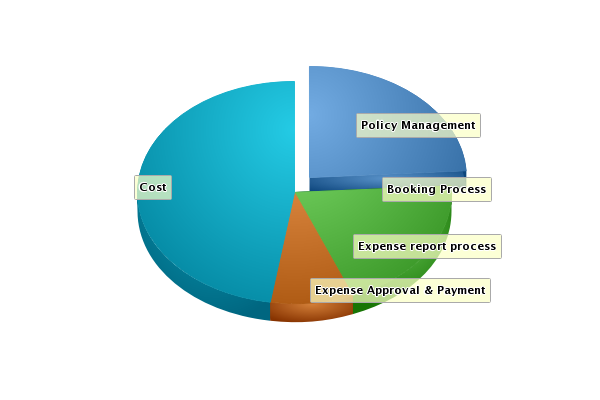 Policy Management
Cost
Booking Process
Expense report process
Expense Approval & Payment